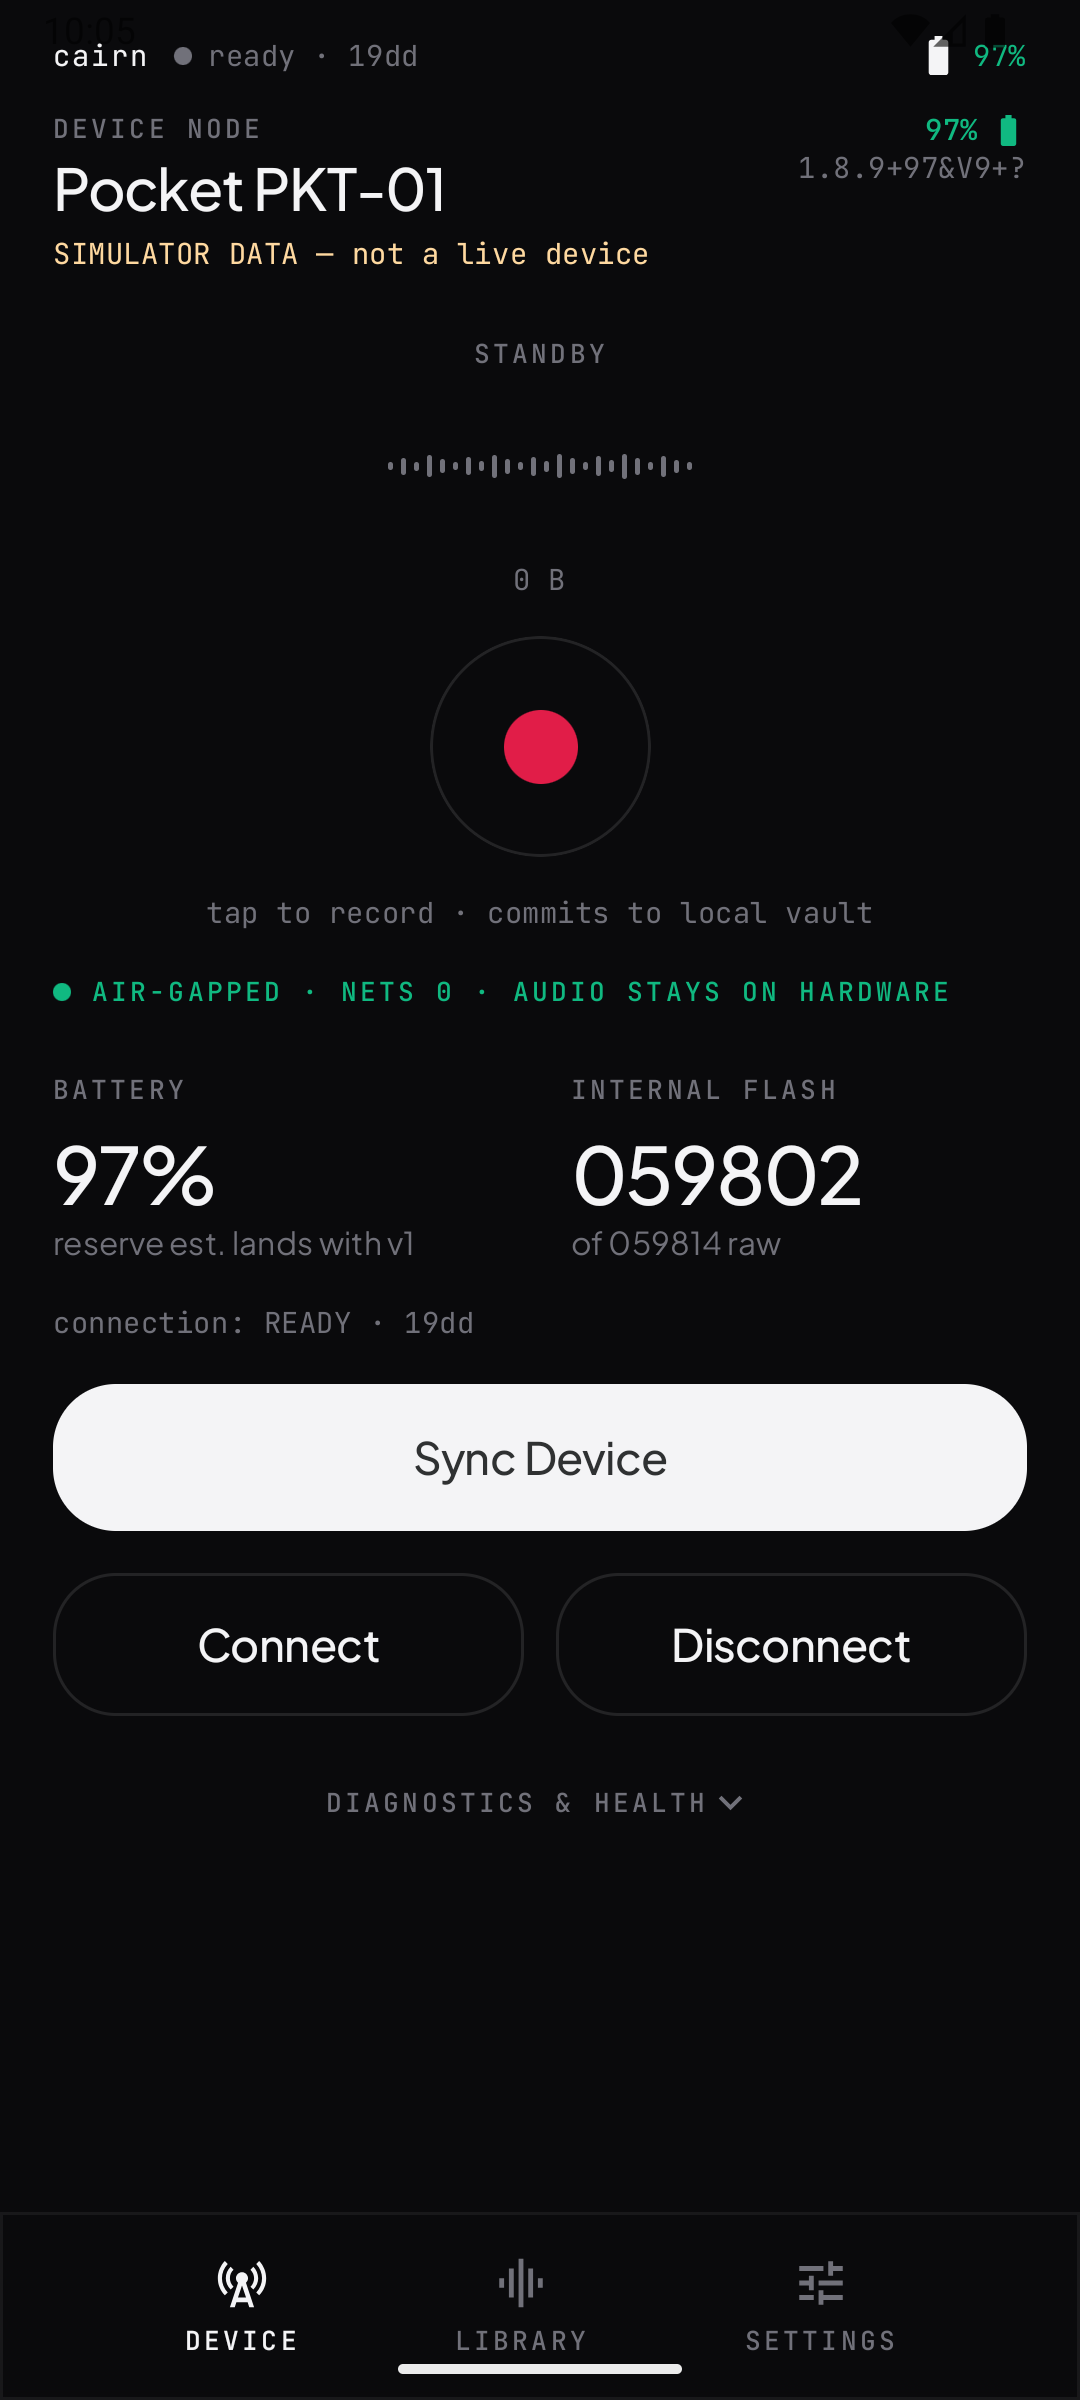 10:05
cairn ready · 19dd 97%
DEVICE NODE 97%
1.8.9+97&V9+?
Pocket PKT-01
SIMULATOR DATA — not a live device
STANDBY
0 B
tap to record · commits to local vault
AIR-GAPPED · NETS 0 · AUDIO STAYS ON HARDWARE
BATTERY INTERNAL FLASH
97% 059802
reserve est. lands with v1 of 059814 raw
connection: READY · 19dd
Sync Device
Connect Disconnect
DIAGNOSTICS & HEALTH
DEVICE LIBRARY SETTINGS